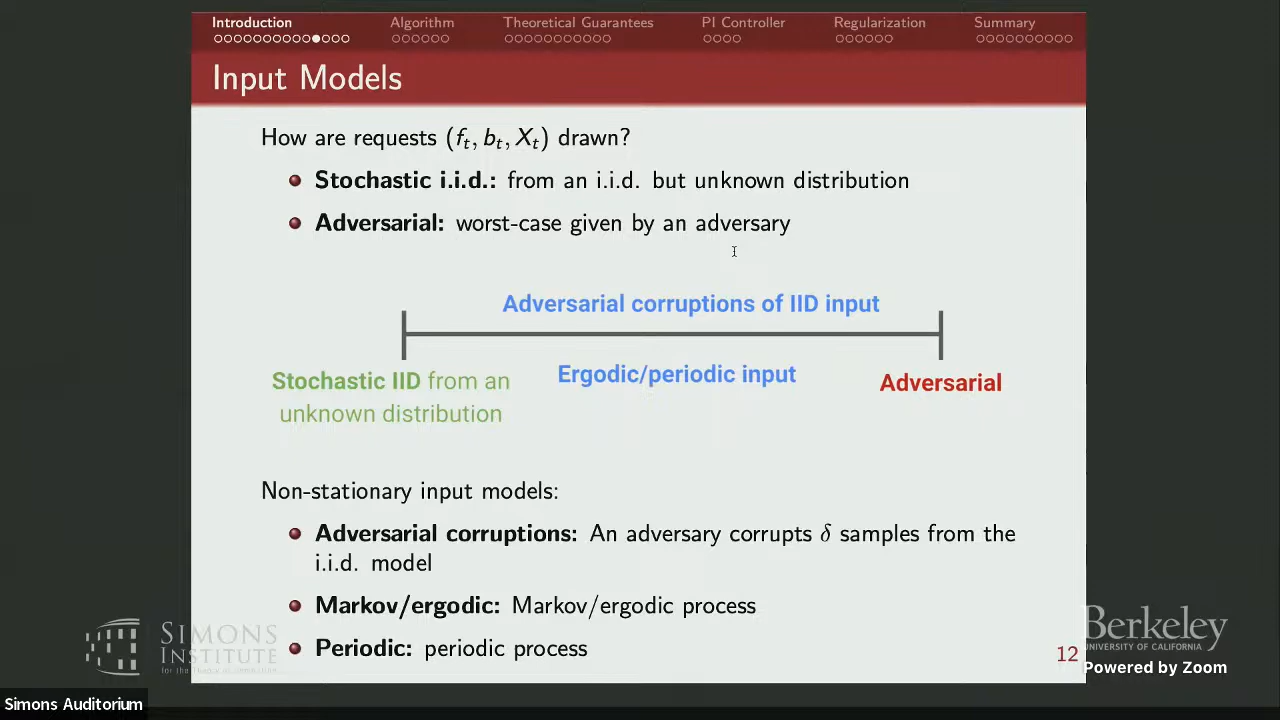 Introduction Algorithm Theoretical Guarantees PI Controller Regularization Summary
Input Models
How are requests (fₜ, bₜ, Xₜ) drawn?
Stochastic i.i.d.: from an i.i.d. but unknown distribution
Adversarial: worst-case given by an adversary
Adversarial corruptions of IID input
Ergodic/periodic input
Stochastic IID from an
unknown distribution
Adversarial
Non-stationary input models:
Adversarial corruptions: An adversary corrupts δ samples from the
i.i.d. model
Markov/ergodic: Markov/ergodic process
Periodic: periodic process
12
SIMONS
INSTITUTE
Berkeley
UNIVERSITY OF CALIFORNIA
Powered by Zoom
Simons Auditorium